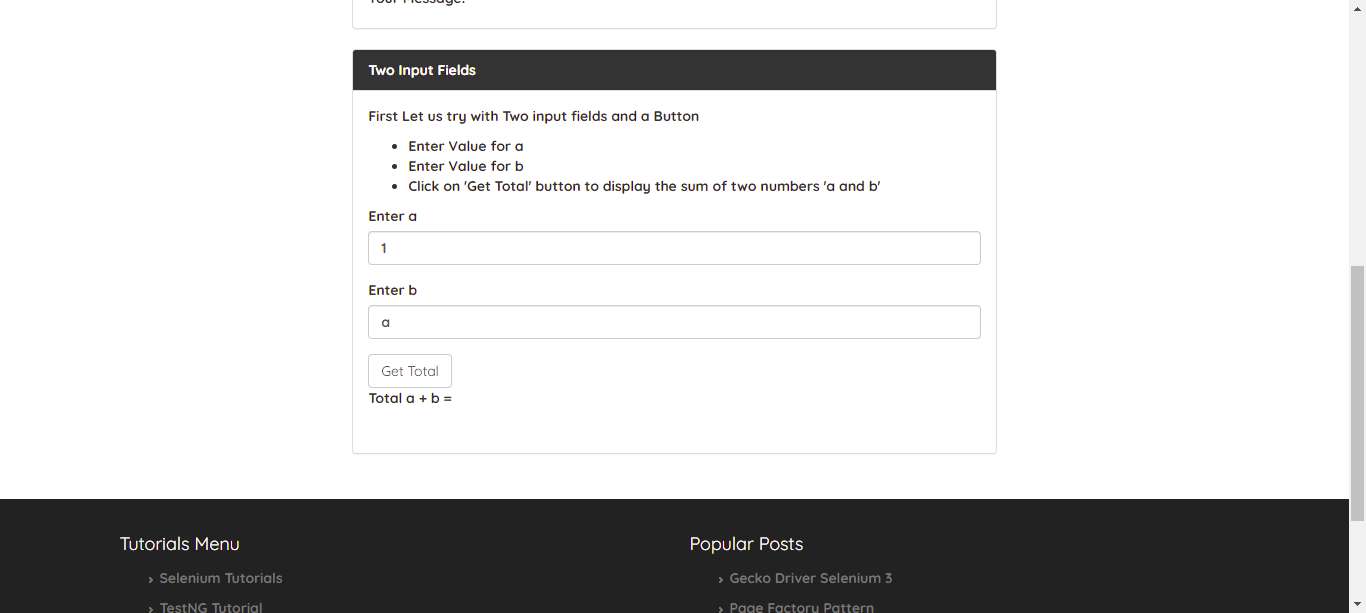 Your Message:
Two Input Fields
First Let us try with Two input fields and a Button
Enter Value for a
Enter Value for b
Click on 'Get Total' button to display the sum of two numbers 'a and b'
Enter a
1
Enter b
a
Get Total
Total a + b =
Tutorials Menu
Selenium Tutorials
TestNG Tutorial
Popular Posts
Gecko Driver Selenium 3
Page Factory Pattern